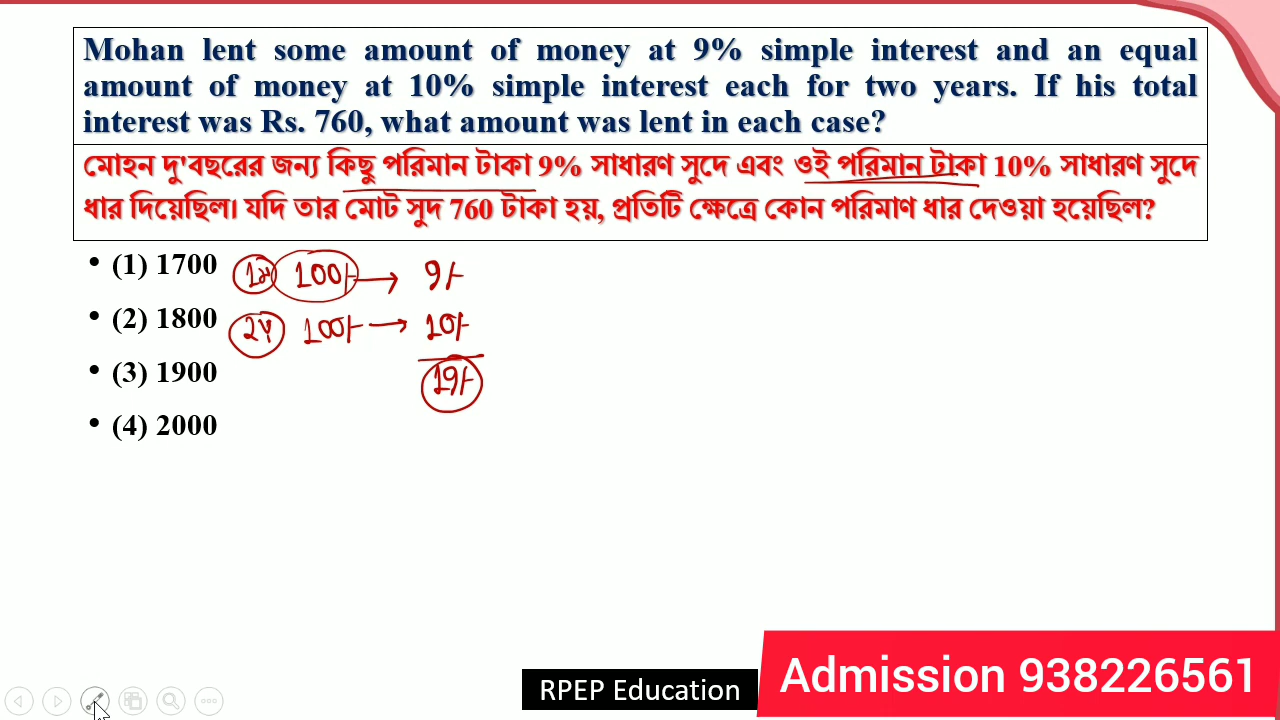 Mohan lent some amount of money at 9% simple interest and an equal
amount of money at 10% simple interest each for two years. If his total
interest was Rs. 760, what amount was lent in each case?
মোহন দু'বছরের জন্য কিছু পরিমান টাকা 9% সাধারণ সুদে এবং ওই পরিমান টাকা 10% সাধারণ সুদে
ধার দিয়েছিল। যদি তার মোট সুদ 760 টাকা হয়, প্রতিটি ক্ষেত্রে কোন পরিমাণ ধার দেওয়া হয়েছিল?
• (1) 1700
100/- → 9/-
• (2) 1800
100/- → 10/-
• (3) 1900
19/-
• (4) 2000
RPEP Education
Admission 938226561